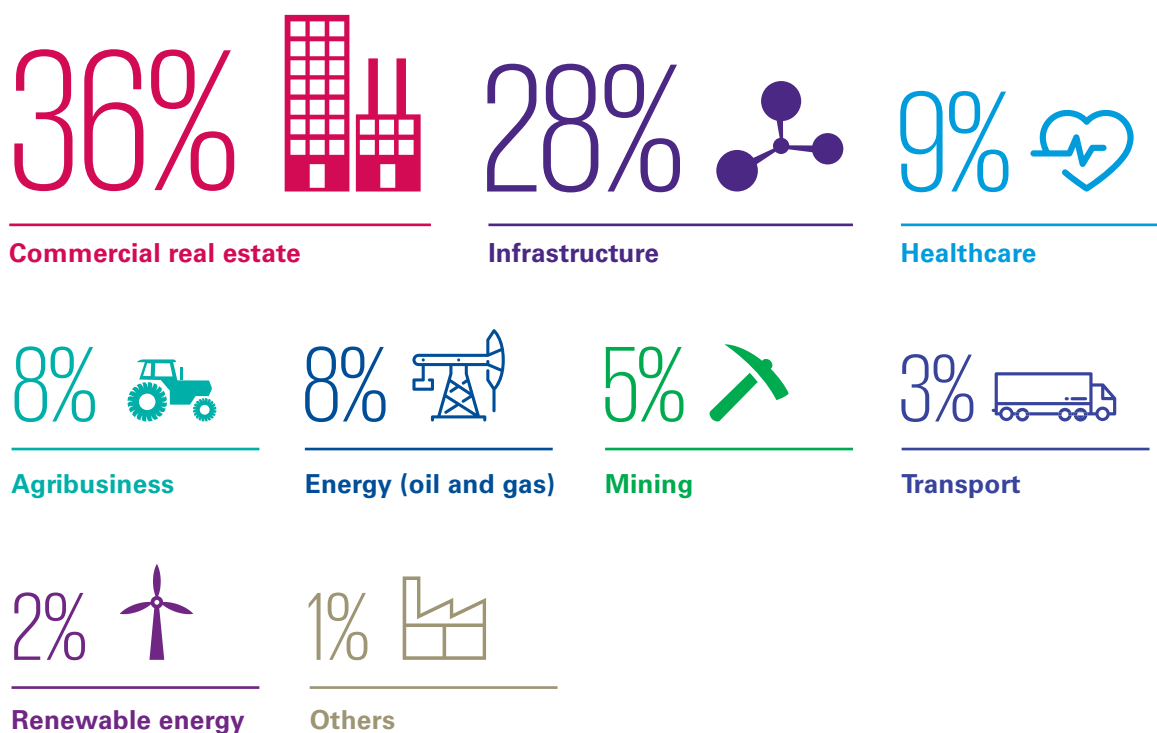 36%
28%
9%
Commercial real estate
Infrastructure
Healthcare
8%
8%
5%
3%
Agribusiness
Energy (oil and gas)
Mining
Transport
2%
1%
Renewable energy
Others